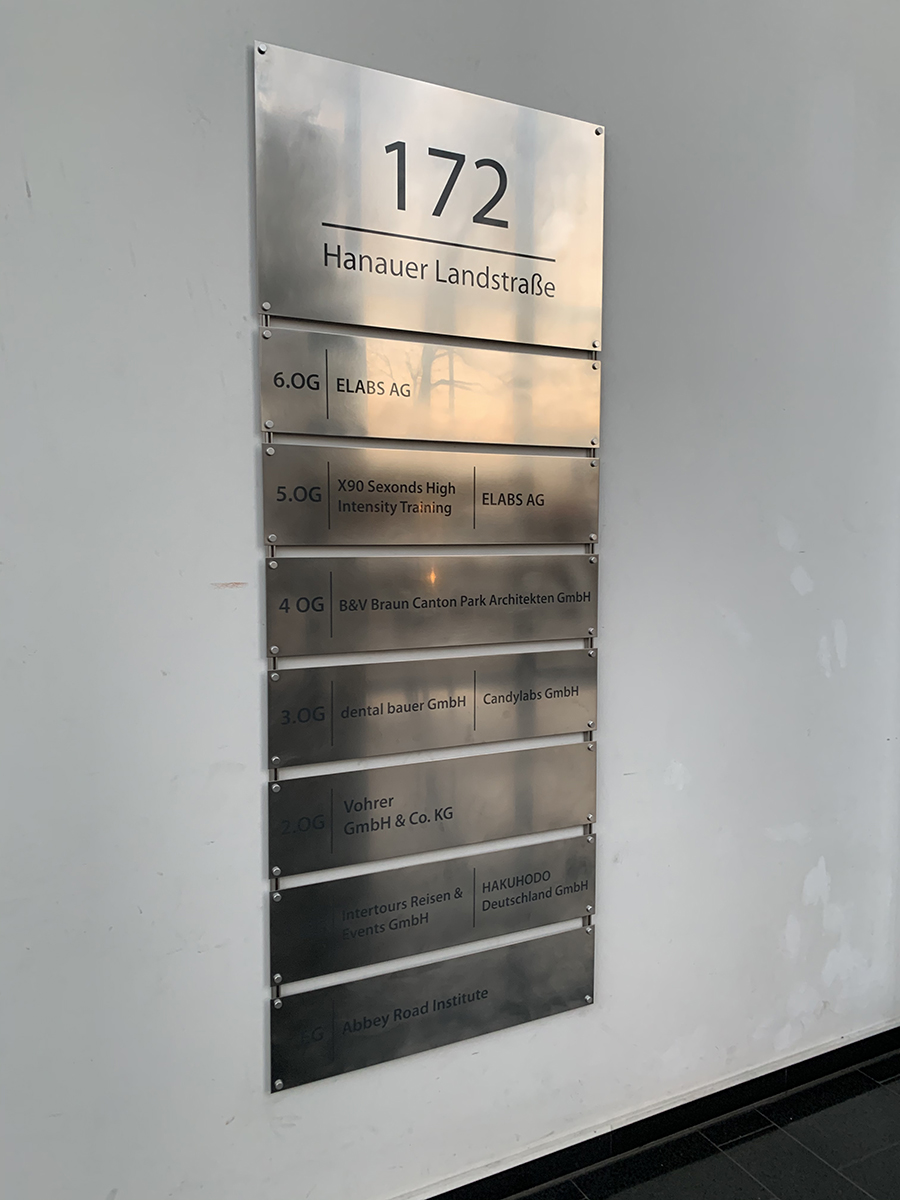 172
Hanauer Landstraße
6.OG ELABS AG
5.OG X90 Sexonds High
Intensity Training
ELABS AG
4 OG B&V Braun Canton Park Architekten GmbH
3.OG dental bauer GmbH Candylabs GmbH
2.OG Vohrer
GmbH & Co. KG
Intertours Reisen &
Events GmbH
HAKUHODO
Deutschland GmbH
Abbey Road Institute